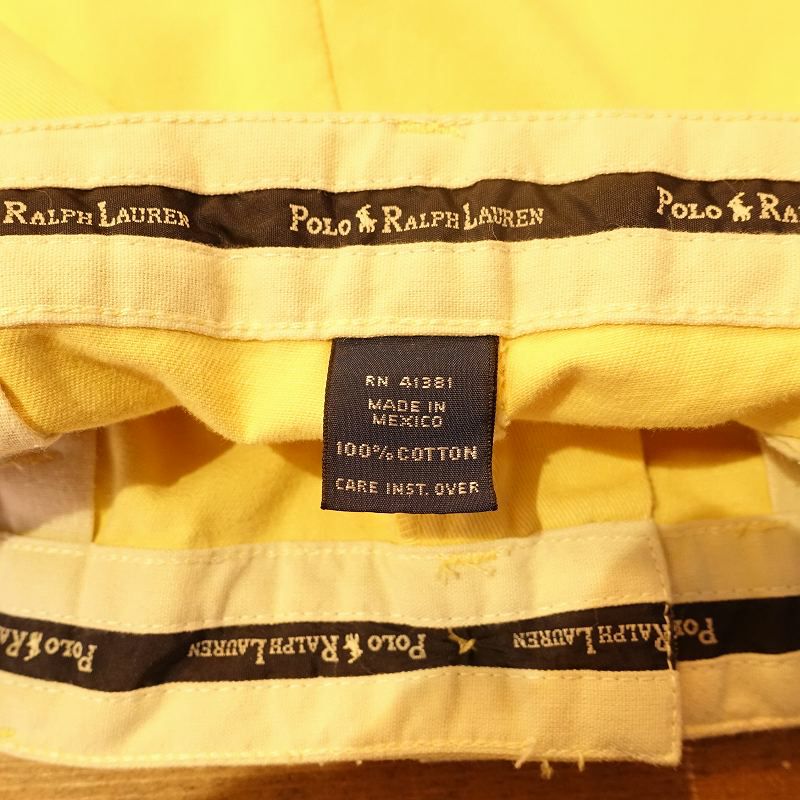 RALPH LAUREN POLO RALPH LAUREN POLO RA
RN 41381
MADE IN
MEXICO
100% COTTON
CARE INST. OVER
POLO RALPH LAUREN POLO RALPH LAUREN POLO RA